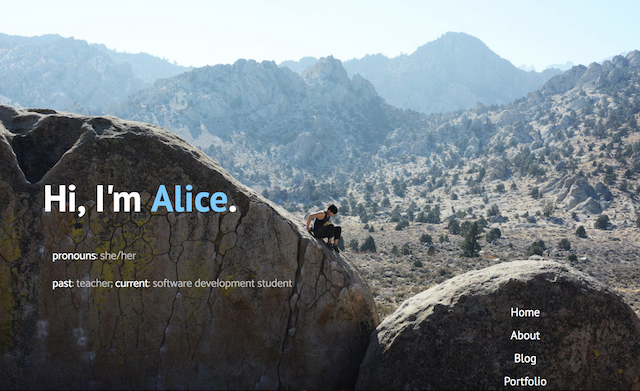 Hi, I'm Alice.
pronouns: she/her
past: teacher; current: software development student
Home
About
Blog
Portfolio